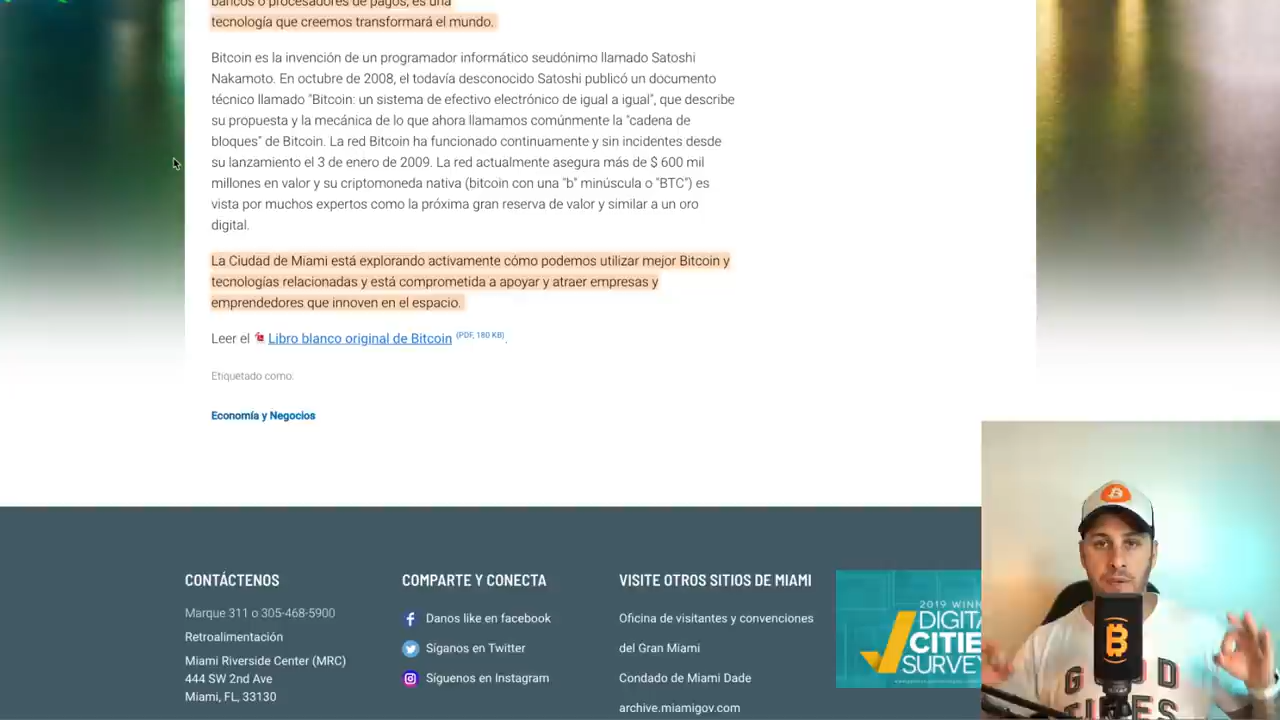 bancos o procesadores de pagos, es una
tecnología que creemos transformará el mundo.
Bitcoin es la invención de un programador informático seudónimo llamado Satoshi
Nakamoto. En octubre de 2008, el todavía desconocido Satoshi publicó un documento
técnico llamado "Bitcoin: un sistema de efectivo electrónico de igual a igual", que describe
su propuesta y la mecánica de lo que ahora llamamos comúnmente la "cadena de
bloques" de Bitcoin. La red Bitcoin ha funcionado continuamente y sin incidentes desde
su lanzamiento el 3 de enero de 2009. La red actualmente asegura más de $ 600 mil
millones en valor y su criptomoneda nativa (bitcoin con una "b" minúscula o "BTC") es
vista por muchos expertos como la próxima gran reserva de valor y similar a un oro
digital.
La Ciudad de Miami está explorando activamente cómo podemos utilizar mejor Bitcoin y
tecnologías relacionadas y está comprometida a apoyar y atraer empresas y
emprendedores que innoven en el espacio.
Leer el Libro blanco original de Bitcoin (PDF, 180 KB).
Etiquetado como:
Economía y Negocios
CONTÁCTENOS
Marque 311 o 305-468-5900
Retroalimentación
Miami Riverside Center (MRC)
444 SW 2nd Ave
Miami, FL, 33130
COMPARTE Y CONECTA
Danos like en facebook
Síganos en Twitter
Síguenos en Instagram
VISITE OTROS SITIOS DE MIAMI
Oficina de visitantes y convenciones
del Gran Miami
Condado de Miami Dade
archive.miamigov.com
2019 WINN
DIGITA
CITIE
SURVE
GOOD
TIMES